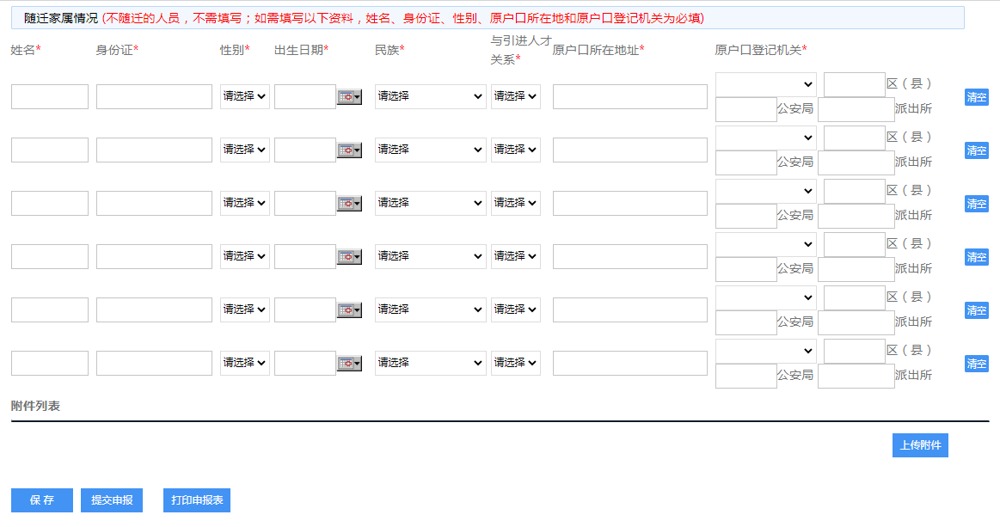 随迁家属情况 (不随迁的人员，不需填写；如需填写以下资料，姓名、身份证、性别、原户口所在地和原户口登记机关为必填)
姓名* 身份证* 性别* 出生日期* 民族* 与引进人才关系* 原户口所在地址* 原户口登记机关*
请选择 请选择 请选择 区（县） 清空
公安局 派出所
请选择 请选择 请选择 区（县） 清空
公安局 派出所
请选择 请选择 请选择 区（县） 清空
公安局 派出所
请选择 请选择 请选择 区（县） 清空
公安局 派出所
请选择 请选择 请选择 区（县） 清空
公安局 派出所
请选择 请选择 请选择 区（县） 清空
公安局 派出所
附件列表
上传附件
保 存 提交申报 打印申报表